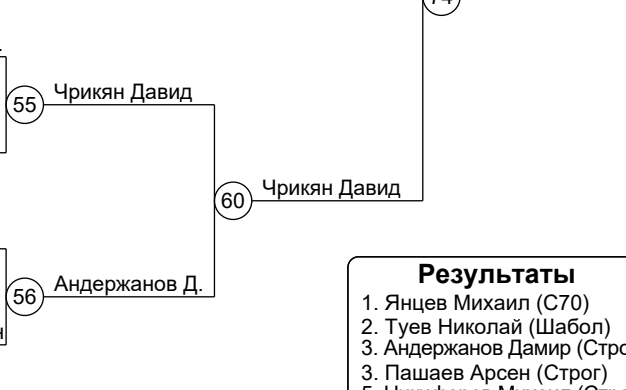 55 Чрикян Давид
60 Чрикян Давид
56 Андержанов Д.
Результаты
1. Янцев Михаил (С70)
2. Туев Николай (Шабол)
3. Андержанов Дамир (Стро
3. Пашаев Арсен (Строг)